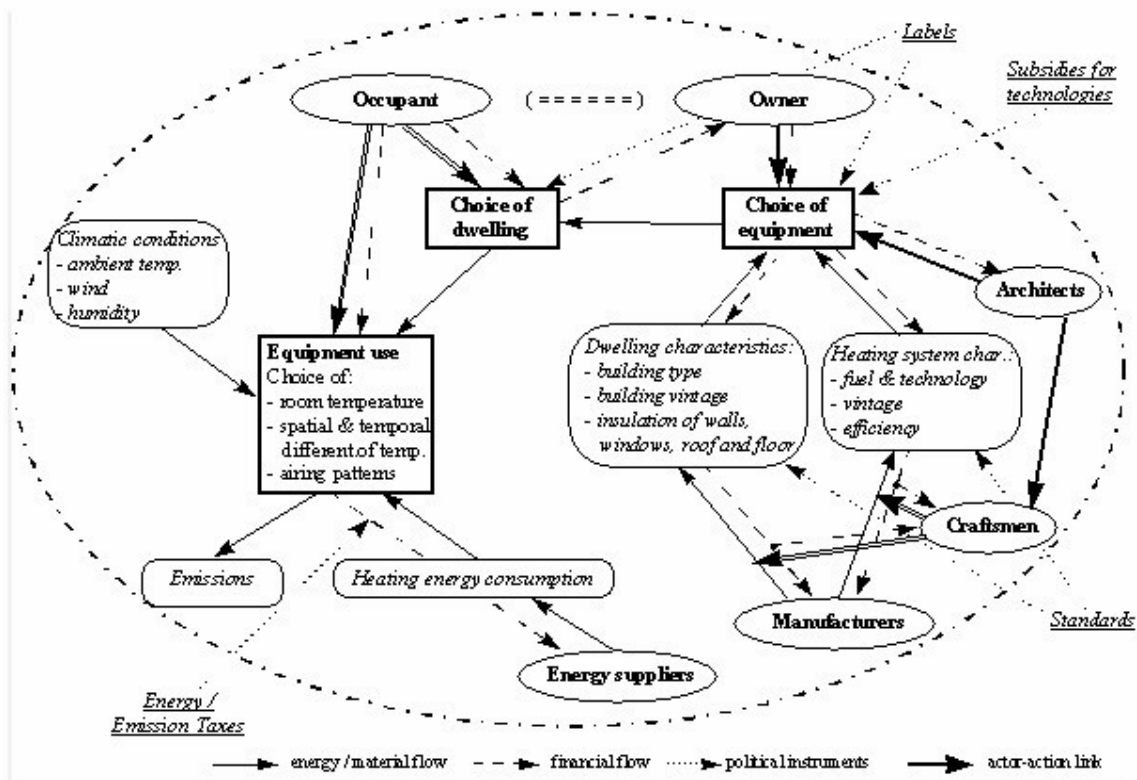 Labels
Subsidies for
technologies
Occupant
( = = = = = = )
Owner
Choice of
dwelling
Choice of
equipment
Climatic conditions
- ambient temp.
- wind
- humidity
Architects
Equipment use
Choice of:
- room temperature
- spatial & temporal
different.of temp.
- airing patterns
Dwelling characteristics:
- building type
- building vintage
- insulation of walls,
windows, roof and floor
Heating system char.:
- fuel & technology
- vintage
- efficiency
Craftsmen
Emissions
Heating energy consumption
Manufacturers
Standards
Energy suppliers
Energy /
Emission Taxes
energy / material flow
financial flow
political instruments
actor-action link